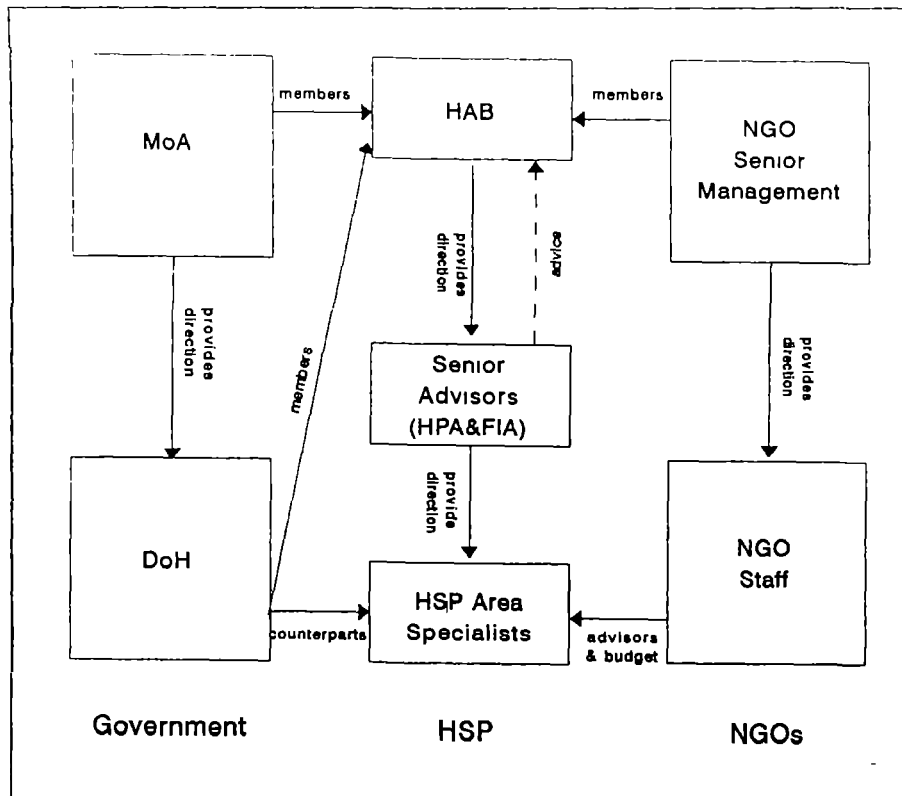 members
members
MoA
HAB
NGO
Senior
Management
provides
direction
provides
direction
advice
members
provides
direction
Senior
Advisors
(HPA&FIA)
provide
direction
DoH
HSP Area
Specialists
NGO
Staff
counterparts
advisors
& budget
Government
HSP
NGOs